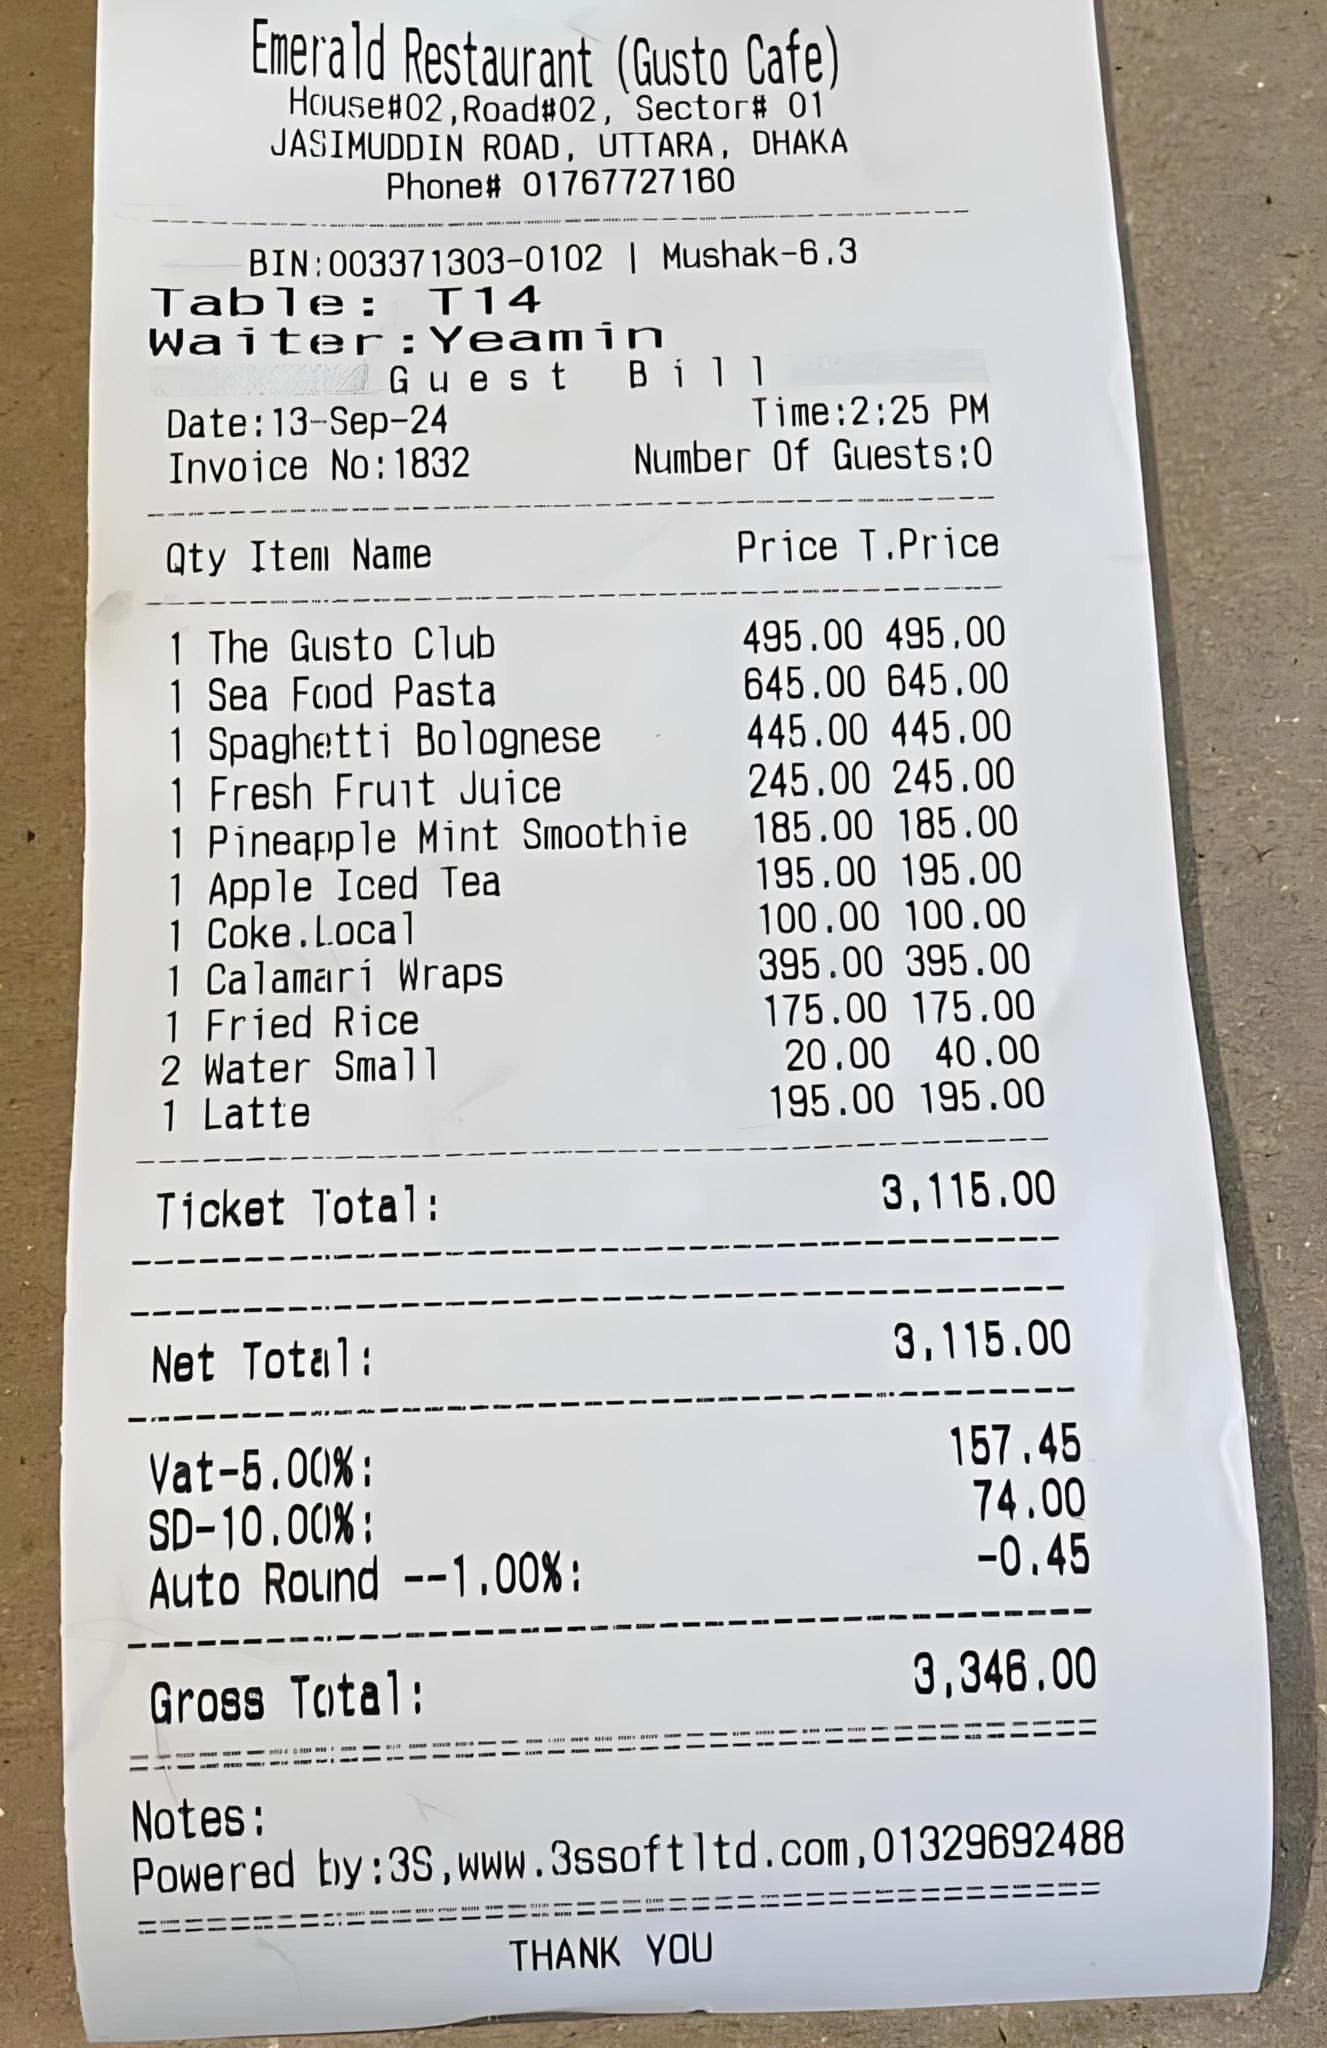 Emerald Restaurant (Gusto Cafe)
House#02,Road#02, Sector# 01
JASIMUDDIN ROAD, UTTARA, DHAKA
Phone# 01767727160
BIN:003371303-0102 | Mushak-6.3
Table: T14
Waiter:Yeamin
Guest Bill
Date:13-Sep-24 Time:2:25 PM
Invoice No:1832 Number Of Guests:0
Qty Item Name Price T.Price
1 The Gusto Club 495.00 495.00
1 Sea Food Pasta 645.00 645.00
1 Spaghetti Bolognese 445.00 445.00
1 Fresh Fruit Juice 245.00 245.00
1 Pineapple Mint Smoothie 185.00 185.00
1 Apple Iced Tea 195.00 195.00
1 Coke.Local 100.00 100.00
1 Calamari Wraps 395.00 395.00
1 Fried Rice 175.00 175.00
2 Water Small 20.00 40.00
1 Latte 195.00 195.00
Ticket Total: 3,115.00
Net Total: 3,115.00
Vat-5.00%: 157.45
SD-10.00%: 74.00
Auto Round --1.00%: -0.45
Gross Total: 3,346.00
Notes:
Powered by:3S,www.3ssoftltd.com,01329692488
THANK YOU